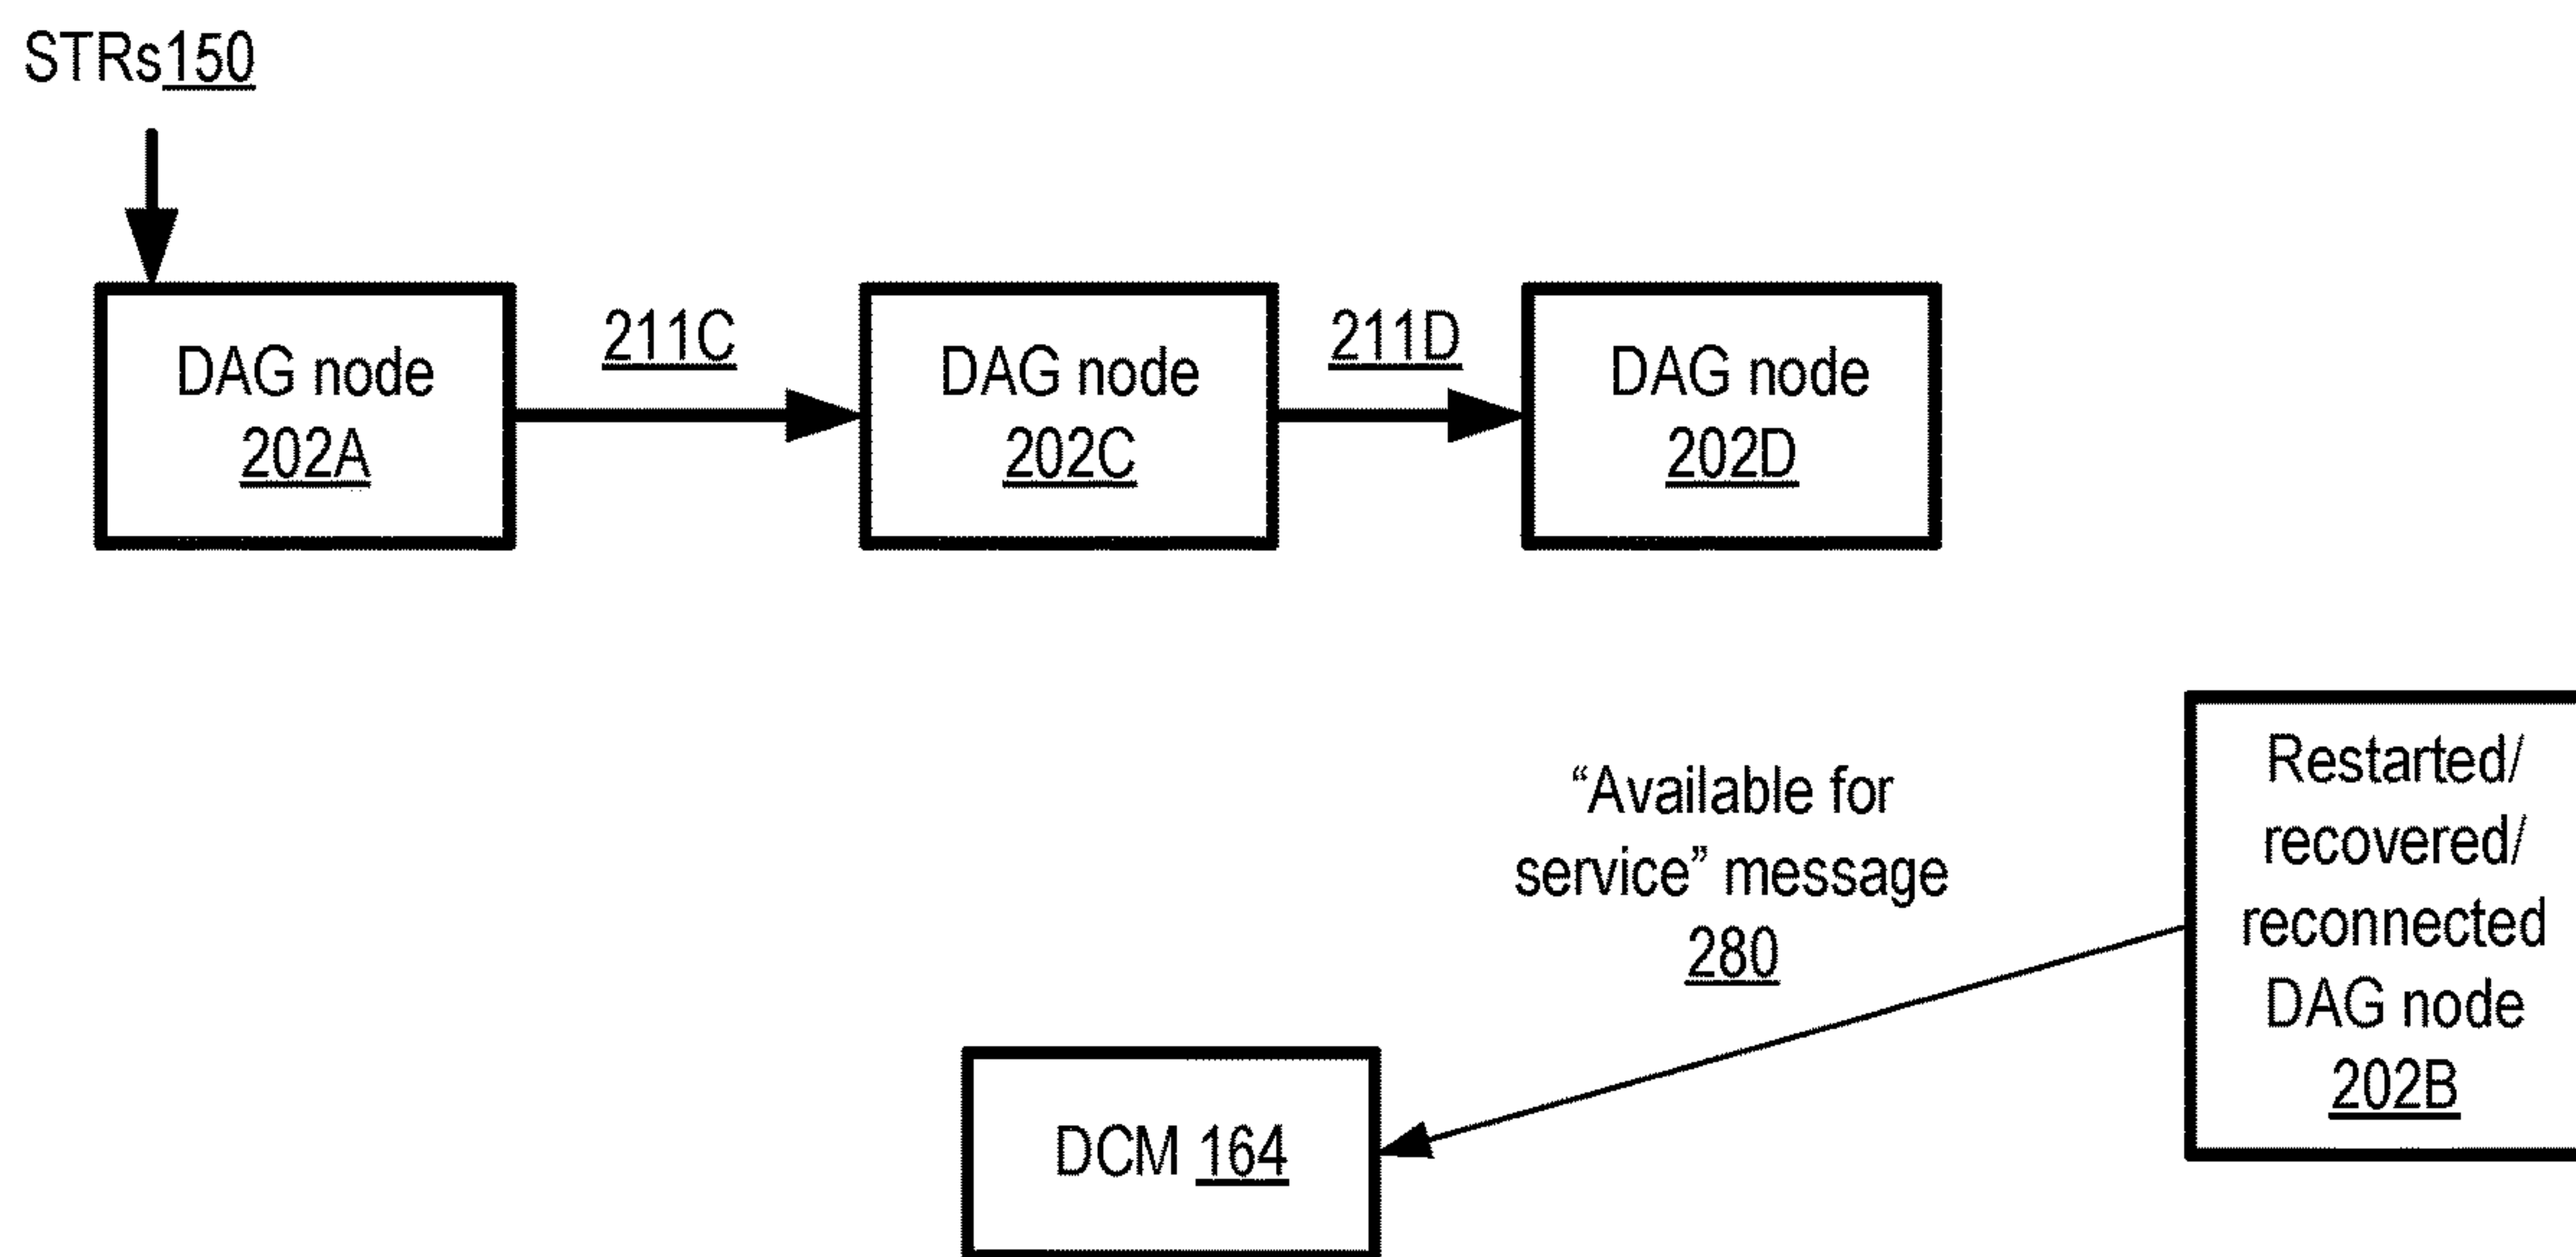 STRs150
DAG node
202A
211C
DAG node
202C
211D
DAG node
202D
“Available for
service” message
280
Restarted/
recovered/
reconnected
DAG node
202B
DCM 164